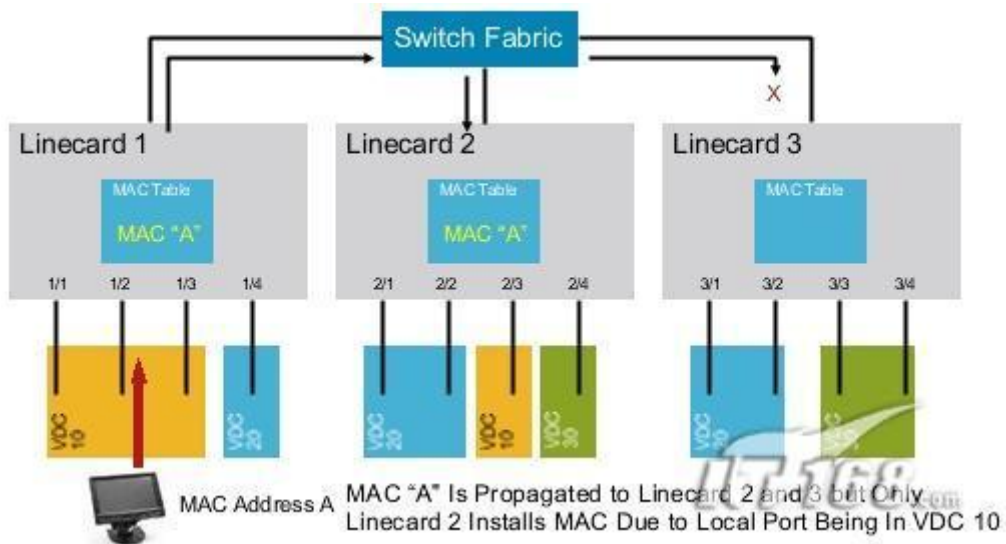 Switch Fabric
X
Linecard 1
Linecard 2
Linecard 3
MAC Table
MAC "A"
MAC Table
MAC "A"
MAC Table
1/1 1/2 1/3 1/4
2/1 2/2 2/3 2/4
3/1 3/2 3/3 3/4
VDC
10
VDC
20
VDC
20
VDC
10
VDC
30
VDC
20
MAC Address A
MAC "A" Is Propagated to Linecard 2 and 3 but Only
Linecard 2 Installs MAC Due to Local Port Being In VDC 10
IT168.com